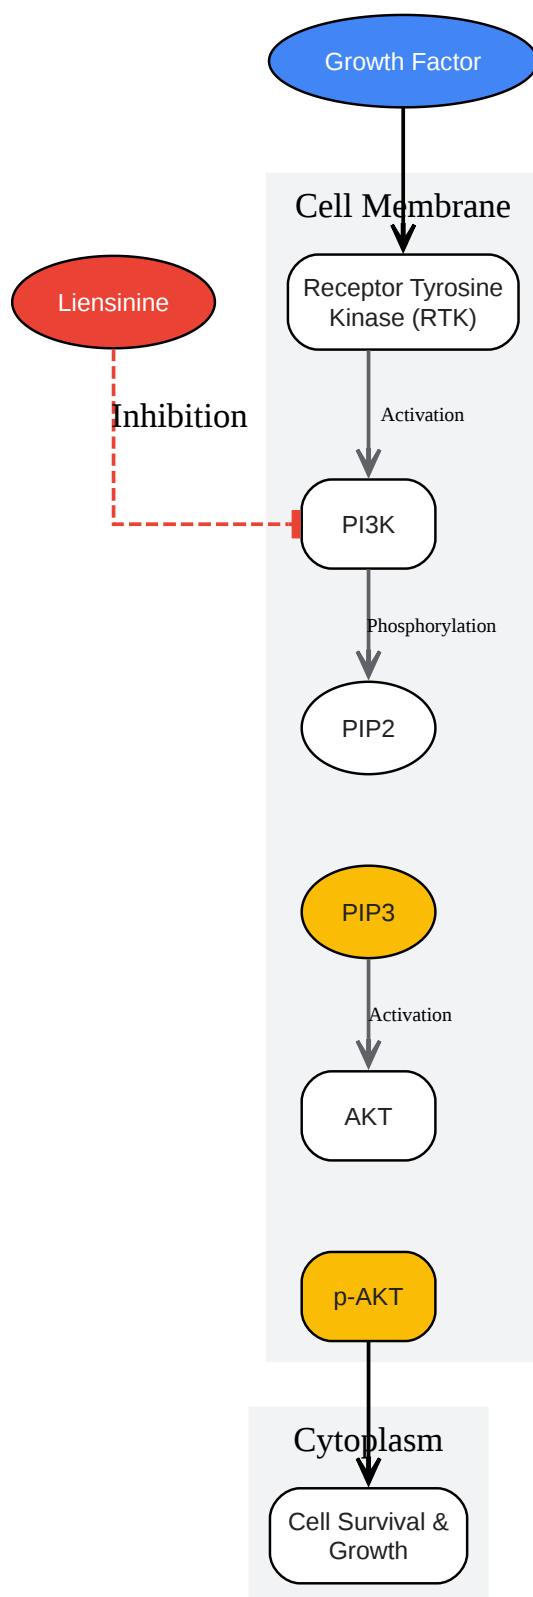 Growth Factor
Cell Membrane
Receptor Tyrosine
Kinase (RTK)
Liensinine
Inhibition
Activation
PI3K
Phosphorylation
PIP2
PIP3
Activation
AKT
p-AKT
Cytoplasm
Cell Survival &
Growth